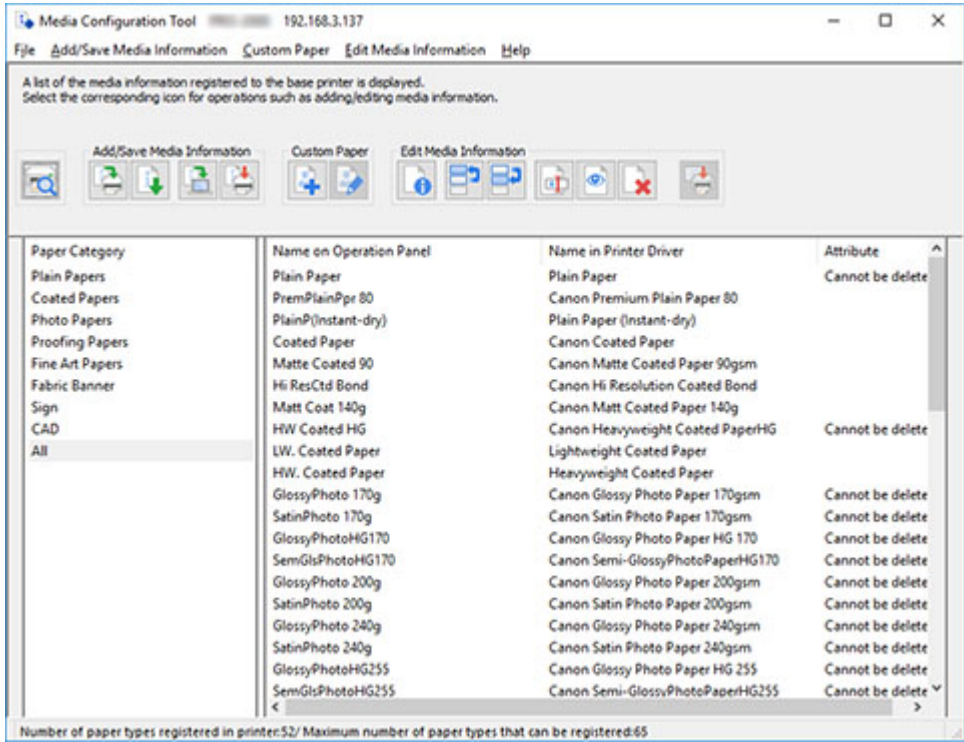 Media Configuration Tool 192.168.3.137
File Add/Save Media Information Custom Paper Edit Media Information Help
A list of the media information registered to the base printer is displayed.
Select the corresponding icon for operations such as adding/editing media information.
Add/Save Media Information Custom Paper Edit Media Information
Paper Category Name on Operation Panel Name in Printer Driver Attribute
Plain Papers Plain Paper Plain Paper Cannot be delete
Coated Papers PremPlainPpr 80 Canon Premium Plain Paper 80
Photo Papers PlainP(Instant-dry) Plain Paper (Instant-dry)
Proofing Papers Coated Paper Canon Coated Paper
Fine Art Papers Matte Coated 90 Canon Matte Coated Paper 90gsm
Fabric Banner Hi ResCtd Bond Canon Hi Resolution Coated Bond
Sign Matt Coat 140g Canon Matt Coated Paper 140g
CAD HW Coated HG Canon Heavyweight Coated PaperHG Cannot be delete
All LW. Coated Paper Lightweight Coated Paper
HW. Coated Paper Heavyweight Coated Paper
GlossyPhoto 170g Canon Glossy Photo Paper 170gsm Cannot be delete
SatinPhoto 170g Canon Satin Photo Paper 170gsm Cannot be delete
GlossyPhotoHG170 Canon Glossy Photo Paper HG 170 Cannot be delete
SemGlsPhotoHG170 Canon Semi-GlossyPhotoPaperHG170 Cannot be delete
GlossyPhoto 200g Canon Glossy Photo Paper 200gsm Cannot be delete
SatinPhoto 200g Canon Satin Photo Paper 200gsm Cannot be delete
GlossyPhoto 240g Canon Glossy Photo Paper 240gsm Cannot be delete
SatinPhoto 240g Canon Satin Photo Paper 240gsm Cannot be delete
GlossyPhotoHG255 Canon Glossy Photo Paper HG 255 Cannot be delete
SemGlsPhotoHG255 Canon Semi-GlossyPhotoPaperHG255 Cannot be delete
Number of paper types registered in printer:52/ Maximum number of paper types that can be registered:65